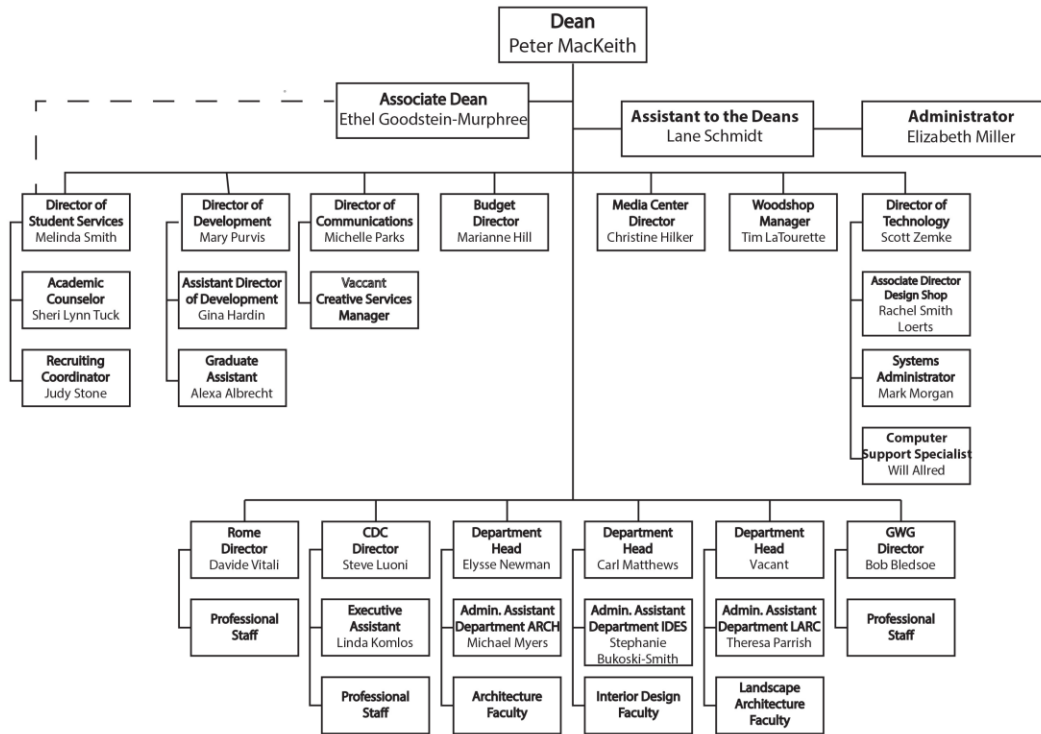 Dean
Peter MacKeith
Associate Dean
Ethel Goodstein-Murphree
Assistant to the Deans
Lane Schmidt
Administrator
Elizabeth Miller
Director of
Student Services
Melinda Smith
Director of
Development
Mary Purvis
Director of
Communications
Michelle Parks
Budget
Director
Marianne Hill
Media Center
Director
Christine Hilker
Woodshop
Manager
Tim LaTourette
Director of
Technology
Scott Zemke
Academic
Counselor
Sheri Lynn Tuck
Assistant Director
of Development
Gina Hardin
Vaccant
Creative Services
Manager
Associate Director
Design Shop
Rachel Smith
Loerts
Recruiting
Coordinator
Judy Stone
Graduate
Assistant
Alexa Albrecht
Systems
Administrator
Mark Morgan
Computer
Support Specialist
Will Allred
Rome
Director
Davide Vitali
CDC
Director
Steve Luoni
Department
Head
Elysse Newman
Department
Head
Carl Matthews
Department
Head
Vacant
GWG
Director
Bob Bledsoe
Professional
Staff
Executive
Assistant
Linda Komlos
Admin. Assistant
Department ARCH
Michael Myers
Admin. Assistant
Department IDES
Stephanie
Bukoski-Smith
Admin. Assistant
Department LARC
Theresa Parrish
Professional
Staff
Professional
Staff
Architecture
Faculty
Interior Design
Faculty
Landscape
Architecture
Faculty